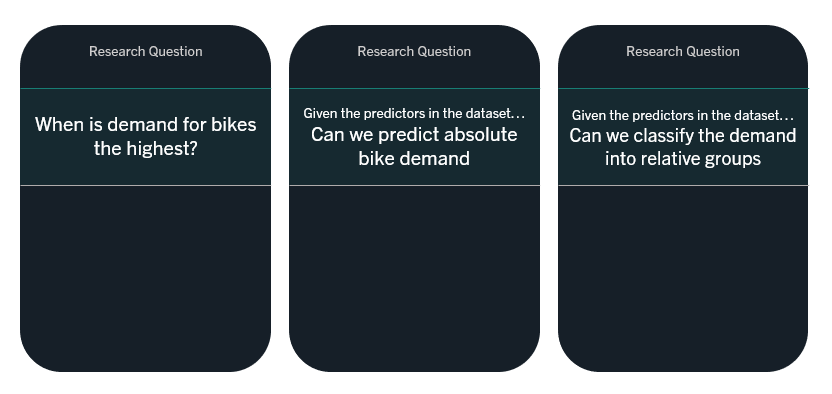 Research Question
When is demand for bikes
the highest?
Research Question
Given the predictors in the dataset...
Can we predict absolute
bike demand
Research Question
Given the predictors in the dataset...
Can we classify the demand
into relative groups